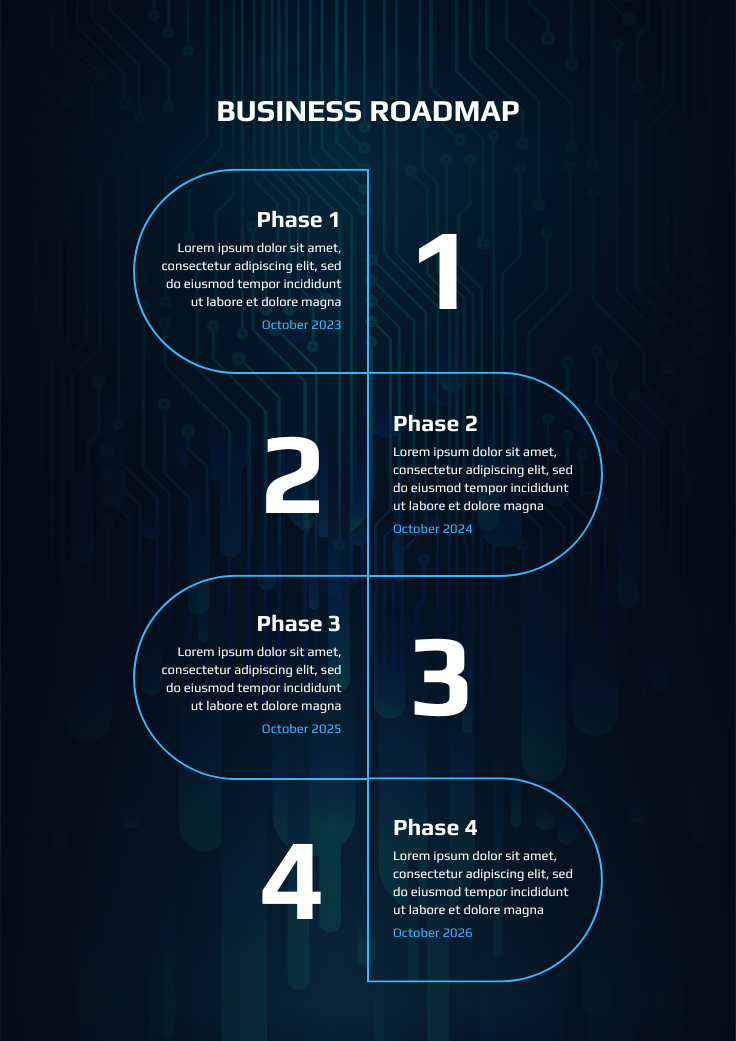 BUSINESS ROADMAP
Phase 1
Lorem ipsum dolor sit amet,
consectetur adipiscing elit, sed
do eiusmod tempor incididunt
ut labore et dolore magna
October 2023
1
2
Phase 2
Lorem ipsum dolor sit amet,
consectetur adipiscing elit, sed
do eiusmod tempor incididunt
ut labore et dolore magna
October 2024
Phase 3
Lorem ipsum dolor sit amet,
consectetur adipiscing elit, sed
do eiusmod tempor incididunt
ut labore et dolore magna
October 2025
3
4
Phase 4
Lorem ipsum dolor sit amet,
consectetur adipiscing elit, sed
do eiusmod tempor incididunt
ut labore et dolore magna
October 2026